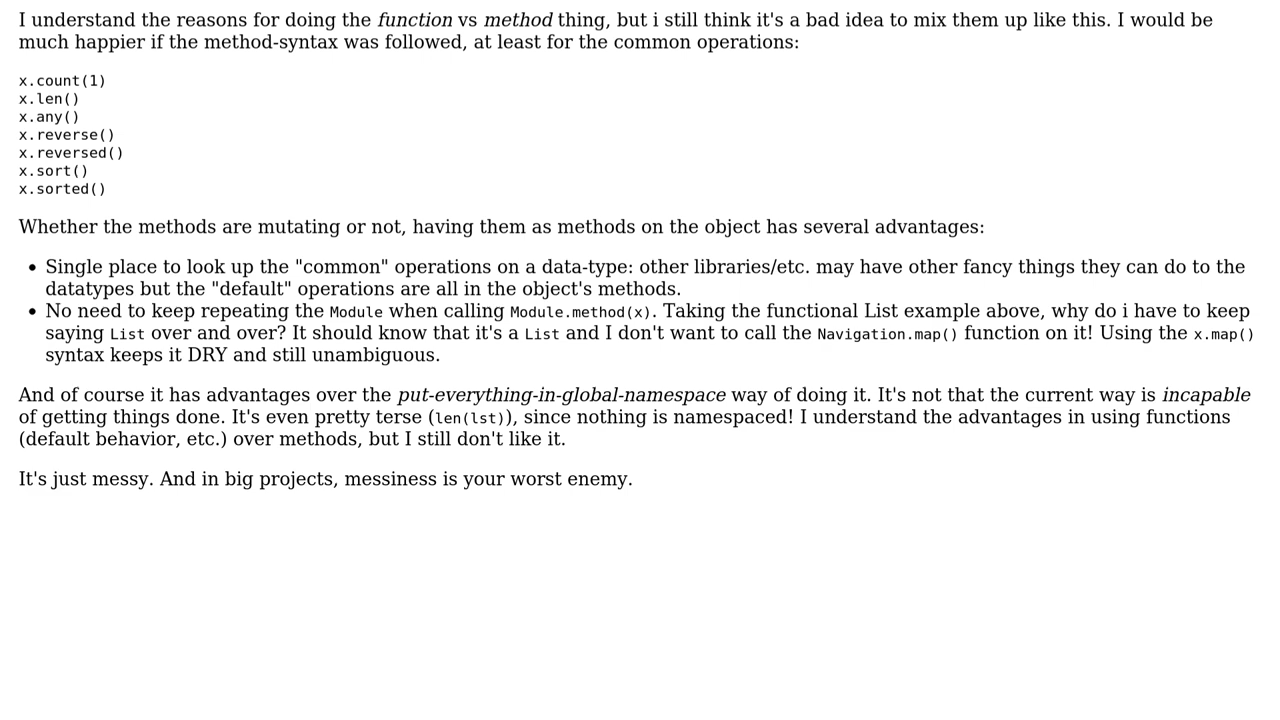 I understand the reasons for doing the function vs method thing, but i still think it's a bad idea to mix them up like this. I would be
much happier if the method-syntax was followed, at least for the common operations:
x.count(1)
x.len()
x.any()
x.reverse()
x.reversed()
x.sort()
x.sorted()
Whether the methods are mutating or not, having them as methods on the object has several advantages:
• Single place to look up the "common" operations on a data-type: other libraries/etc. may have other fancy things they can do to the
datatypes but the "default" operations are all in the object's methods.
• No need to keep repeating the Module when calling Module.method(x). Taking the functional List example above, why do i have to keep
saying List over and over? It should know that it's a List and I don't want to call the Navigation.map() function on it! Using the x.map()
syntax keeps it DRY and still unambiguous.
And of course it has advantages over the put-everything-in-global-namespace way of doing it. It's not that the current way is incapable
of getting things done. It's even pretty terse (len(lst)), since nothing is namespaced! I understand the advantages in using functions
(default behavior, etc.) over methods, but I still don't like it.
It's just messy. And in big projects, messiness is your worst enemy.